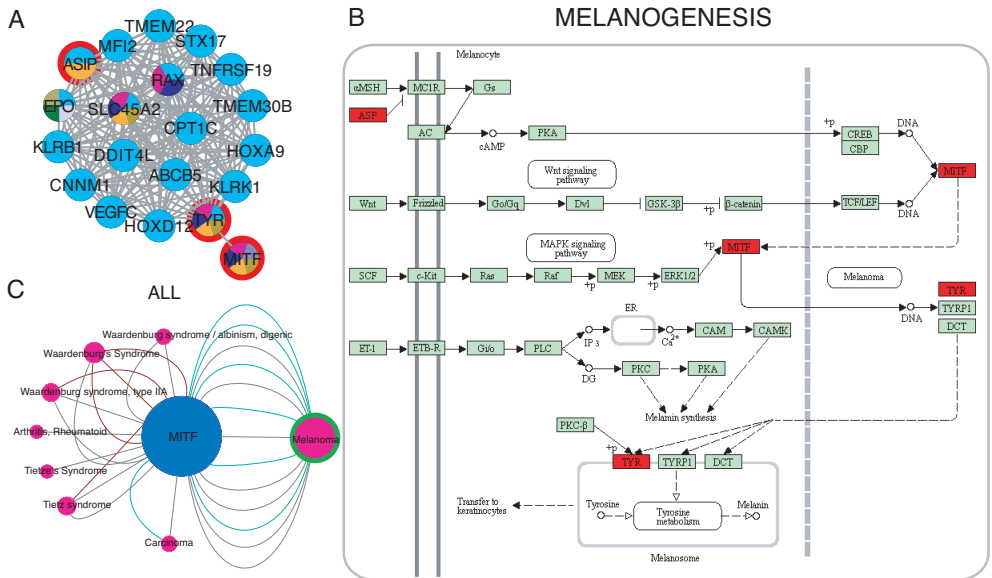 A
TMEM22
STX17
MFI2
ASIP
TNFRSF19
RAX
EPO
SLC45A2
TMEM30B
CPT1C
KLRB1
DDIT4L
HOXA9
ABCB5
CNNM1
KLRK1
VEGFC
HOXD12
TYR
MITF
B
MELANOGENESIS
Melanocyte
αMSH
MC1R
Gs
ASP
AC
cAMP
PKA
+p
CREB
CBP
DNA
MITF
Wnt signaling
pathway
Wnt
Frizzled
Go/Gq
Dvl
GSK-3β
+p
β-catenin
TCF/LEF
DNA
MAPK signaling
pathway
+p
MITF
SCF
c-Kit
Ras
Raf
+p
MEK
+p
ERK1/2
Melanoma
TYR
TYRP1
DCT
DNA
ER
IP3
Ca2+
CAM
CAMK
ET-1
ETB-R
Gi/o
PLC
DG
PKC
PKA
Melamin synthesis
PKC-β
+p
TYR
TYRP1
DCT
Transfer to
keratinocytes
Tyrosine
Tyrosine
metabolism
Melanin
Melanosome
C
ALL
Waardenburg syndrome / albinism, digenic
Waardenburg's Syndrome
Waardenburg syndrome, type IIA
Arthritis, Rheumatoid
Tietze's Syndrome
Tietz syndrome
Carcinoma
MITF
Melanoma